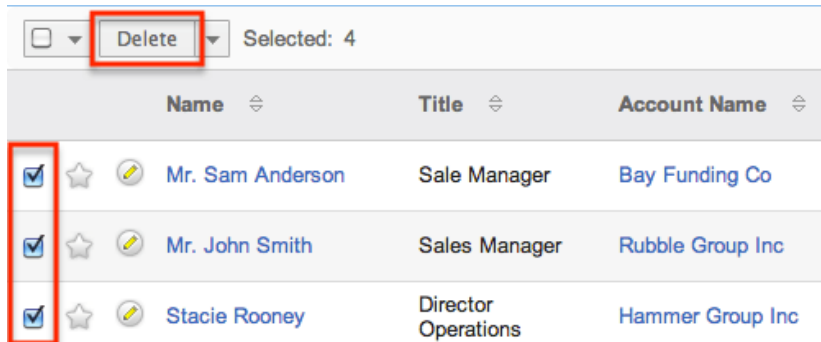 Delete Selected: 4
Name Title Account Name
Mr. Sam Anderson Sale Manager Bay Funding Co
Mr. John Smith Sales Manager Rubble Group Inc
Stacie Rooney Director Operations Hammer Group Inc